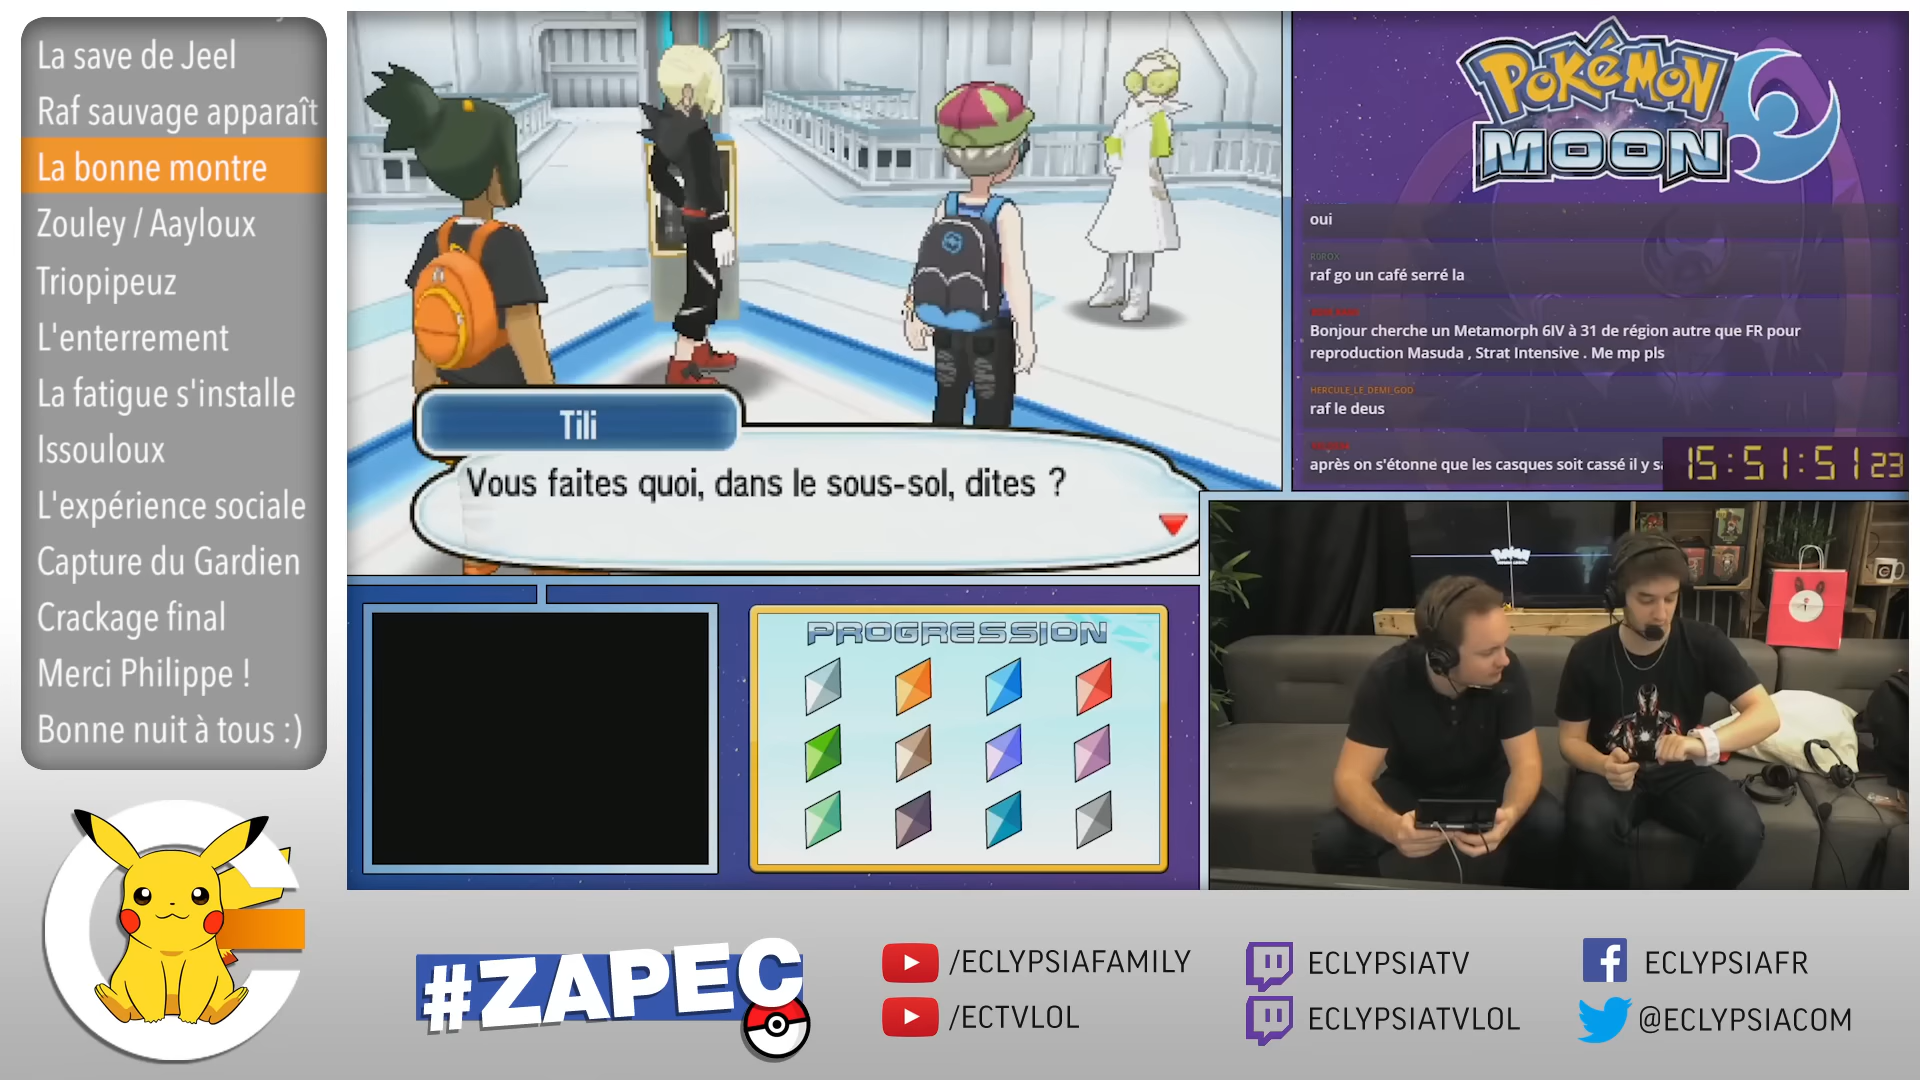 La save de Jeel
Raf sauvage apparaît
La bonne montre
Zouley / Aayloux
Triopipeuz
L'enterrement
La fatigue s'installe
Issouloux
L'expérience sociale
Capture du Gardien
Crackage final
Merci Philippe !
Bonne nuit à tous :)
Tili
Vous faites quoi, dans le sous-sol, dites ?
POKéMON
MOON
oui
R0ROX
raf go un café serré la
Bonjour cherche un Metamorph 6IV à 31 de région autre que FR pour
reproduction Masuda , Strat Intensive . Me mp pls
HERCULE_LE_DEMI_GOD
raf le deus
après on s'étonne que les casques soit cassé il y
15:51:51 23
PROGRESSION
#ZAPEC
/ECLYPSIAFAMILY
/ECTVLOL
ECLYPSIATV
ECLYPSIATVLOL
ECLYPSIAFR
@ECLYPSIACOM